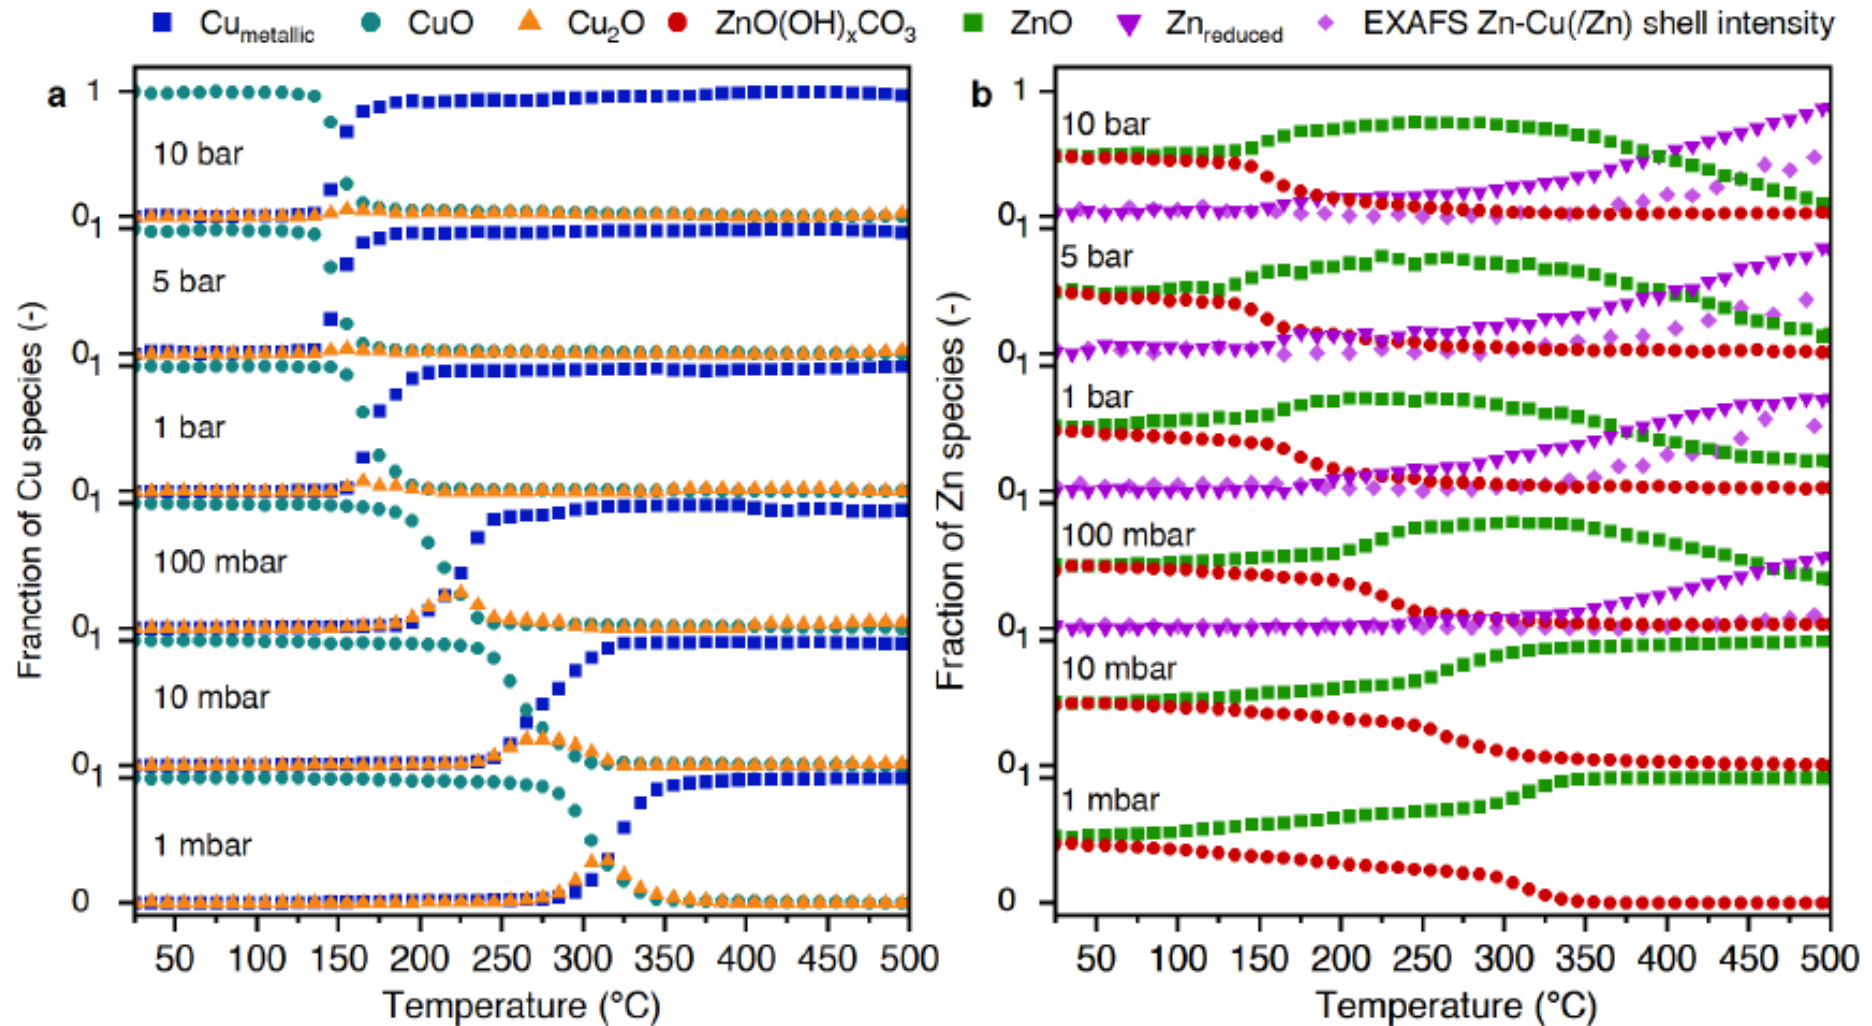 Cu_metallic CuO Cu₂O ZnO(OH)ₓCO₃ ZnO Zn_reduced EXAFS Zn-Cu(/Zn) shell intensity
a
Franction of Cu species (-)
1
10 bar
0
1
5 bar
0
1
1 bar
0
1
100 mbar
0
1
10 mbar
0
1
1 mbar
0
50 100 150 200 250 300 350 400 450 500
Temperature (°C)
b
Fraction of Zn species (-)
1
10 bar
0
1
5 bar
0
1
1 bar
0
1
100 mbar
0
1
10 mbar
0
1
1 mbar
0
50 100 150 200 250 300 350 400 450 500
Temperature (°C)